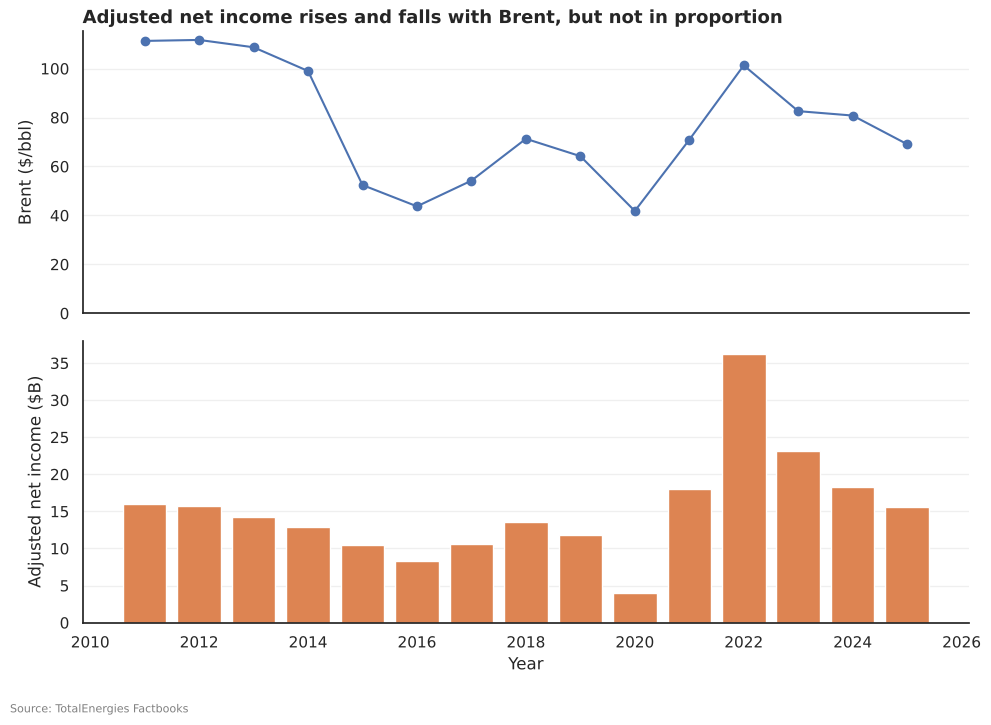 Adjusted net income rises and falls with Brent, but not in proportion
Brent ($/bbl)
100
80
60
40
20
0
Adjusted net income ($B)
35
30
25
20
15
10
5
0
2010 2012 2014 2016 2018 2020 2022 2024 2026
Year
Source: TotalEnergies Factbooks